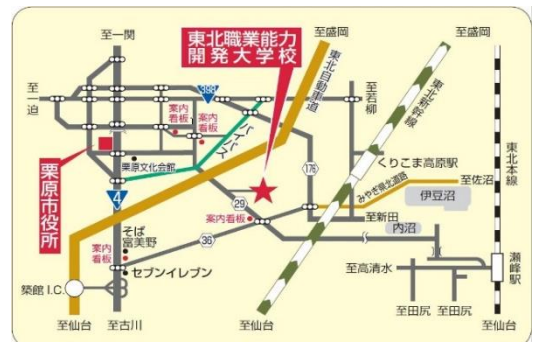 至一関
東北職業能力
開発大学校
至盛岡
至盛岡
東北自動車道
398
至一迫
案内
看板
案内
看板
バイパス
至若柳
東北新幹線
東北本線
栗原市役所
栗原文化会館
176
くりこま高原駅
みやぎ県北道路
至佐沼
4
29
伊豆沼
案内看板
至新田
内沼
そば
富美野
案内
看板
36
セブンイレブン
至高清水
瀬峰駅
築館 I.C.
至仙台
至古川
至仙台
至田尻
至田尻
至仙台